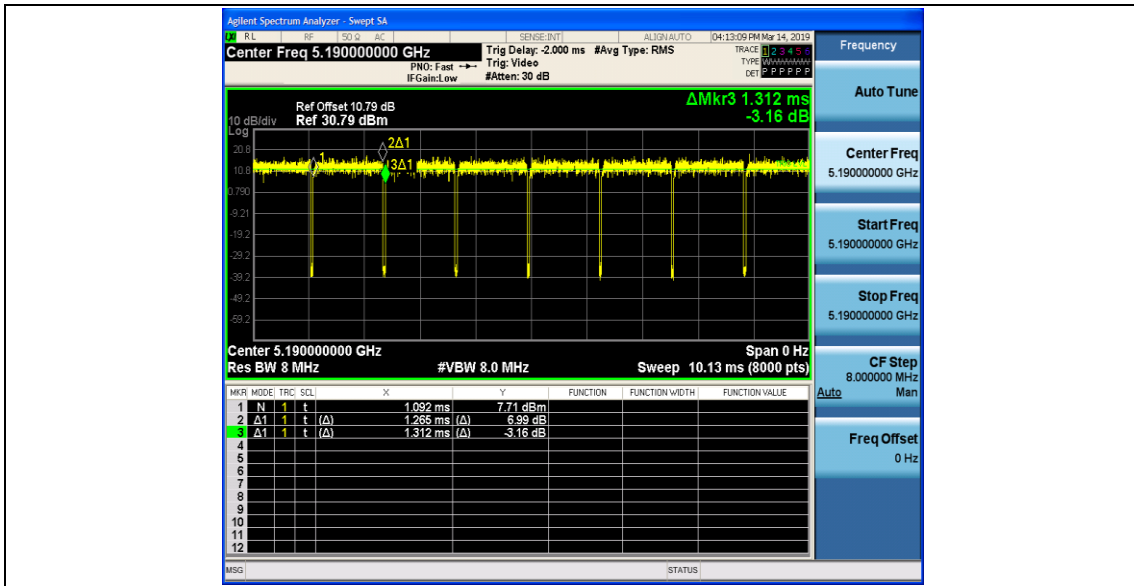 Agilent Spectrum Analyzer - Swept SA
LXI RL RF 50 Ω AC SENSE:INT ALIGN AUTO 04:13:09 PM Mar 14, 2019
Center Freq 5.190000000 GHz
Trig Delay: -2.000 ms #Avg Type: RMS
TRACE 1 2 3 4 5 6
PNO: Fast Trig: Video
TYPE WWWWWW
IFGain:Low #Atten: 30 dB
DET P P P P P P
Frequency
ΔMkr3 1.312 ms
-3.16 dB
Ref Offset 10.79 dB
10 dB/div Ref 30.79 dBm
Log
20.8
10.8
0.790
-9.21
-19.2
-29.2
-39.2
-49.2
-59.2
1
2Δ1
3Δ1
Center 5.190000000 GHz Span 0 Hz
Res BW 8 MHz #VBW 8.0 MHz Sweep 10.13 ms (8000 pts)
MKR MODE TRC SCL X Y FUNCTION FUNCTION WIDTH FUNCTION VALUE
1 N 1 t 1.092 ms 7.71 dBm
2 Δ1 1 t (Δ) 1.265 ms (Δ) 6.99 dB
3 Δ1 1 t (Δ) 1.312 ms (Δ) -3.16 dB
4
5
6
7
8
9
10
11
12
MSG STATUS
Auto Tune
Center Freq
5.190000000 GHz
Start Freq
5.190000000 GHz
Stop Freq
5.190000000 GHz
CF Step
8.000000 MHz
Auto Man
Freq Offset
0 Hz